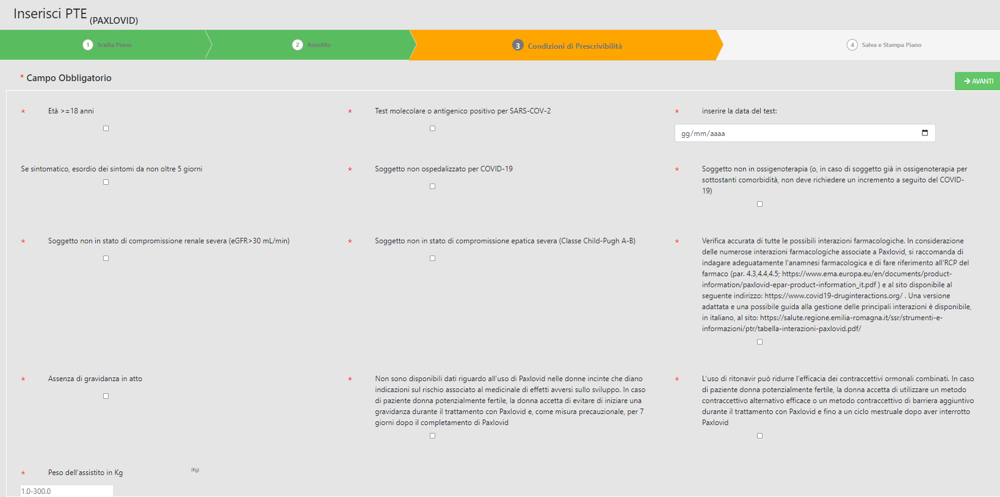 Inserisci PTE (PAXLOVID)
1 Scelta Piano
2 Assistito
3 Condizioni di Prescrivibilità
4 Salva e Stampa Piano
* Campo Obbligatorio
→ AVANTI
* Età >=18 anni
* Test molecolare o antigenico positivo per SARS-COV-2
* inserire la data del test:
gg/mm/aaaa
Se sintomatico, esordio dei sintomi da non oltre 5 giorni
* Soggetto non ospedalizzato per COVID-19
* Soggetto non in ossigenoterapia (o, in caso di soggetto già in ossigenoterapia per
sottostanti comorbidità, non deve richiedere un incremento a seguito del COVID-
19)
* Soggetto non in stato di compromissione renale severa (eGFR>30 mL/min)
* Soggetto non in stato di compromissione epatica severa (Classe Child-Pugh A-B)
* Verifica accurata di tutte le possibili interazioni farmacologiche. In considerazione
delle numerose interazioni farmacologiche associate a Paxlovid, si raccomanda di
indagare adeguatamente l'anamnesi farmacologica e di fare riferimento all'RCP del
farmaco (par. 4.3,4.4,4.5; https://www.ema.europa.eu/en/documents/product-
information/paxlovid-epar-product-information_it.pdf ) e al sito disponibile al
seguente indirizzo: https://www.covid19-druginteractions.org/ . Una versione
adattata e una possibile guida alla gestione delle principali interazioni è disponibile,
in italiano, al sito: https://salute.regione.emilia-romagna.it/ssr/strumenti-e-
informazioni/ptr/tabella-interazioni-paxlovid.pdf/
* Assenza di gravidanza in atto
* Non sono disponibili dati riguardo all'uso di Paxlovid nelle donne incinte che diano
indicazioni sul rischio associato al medicinale di effetti avversi sullo sviluppo. In caso
di paziente donna potenzialmente fertile, la donna accetta di evitare di iniziare una
gravidanza durante il trattamento con Paxlovid e, come misura precauzionale, per 7
giorni dopo il completamento di Paxlovid
* L'uso di ritonavir può ridurre l'efficacia dei contraccettivi ormonali combinati. In caso
di paziente donna potenzialmente fertile, la donna accetta di utilizzare un metodo
contraccettivo alternativo efficace o un metodo contraccettivo di barriera aggiuntivo
durante il trattamento con Paxlovid e fino a un ciclo mestruale dopo aver interrotto
Paxlovid
* Peso dell'assistito in Kg (Kg)
1.0-300.0